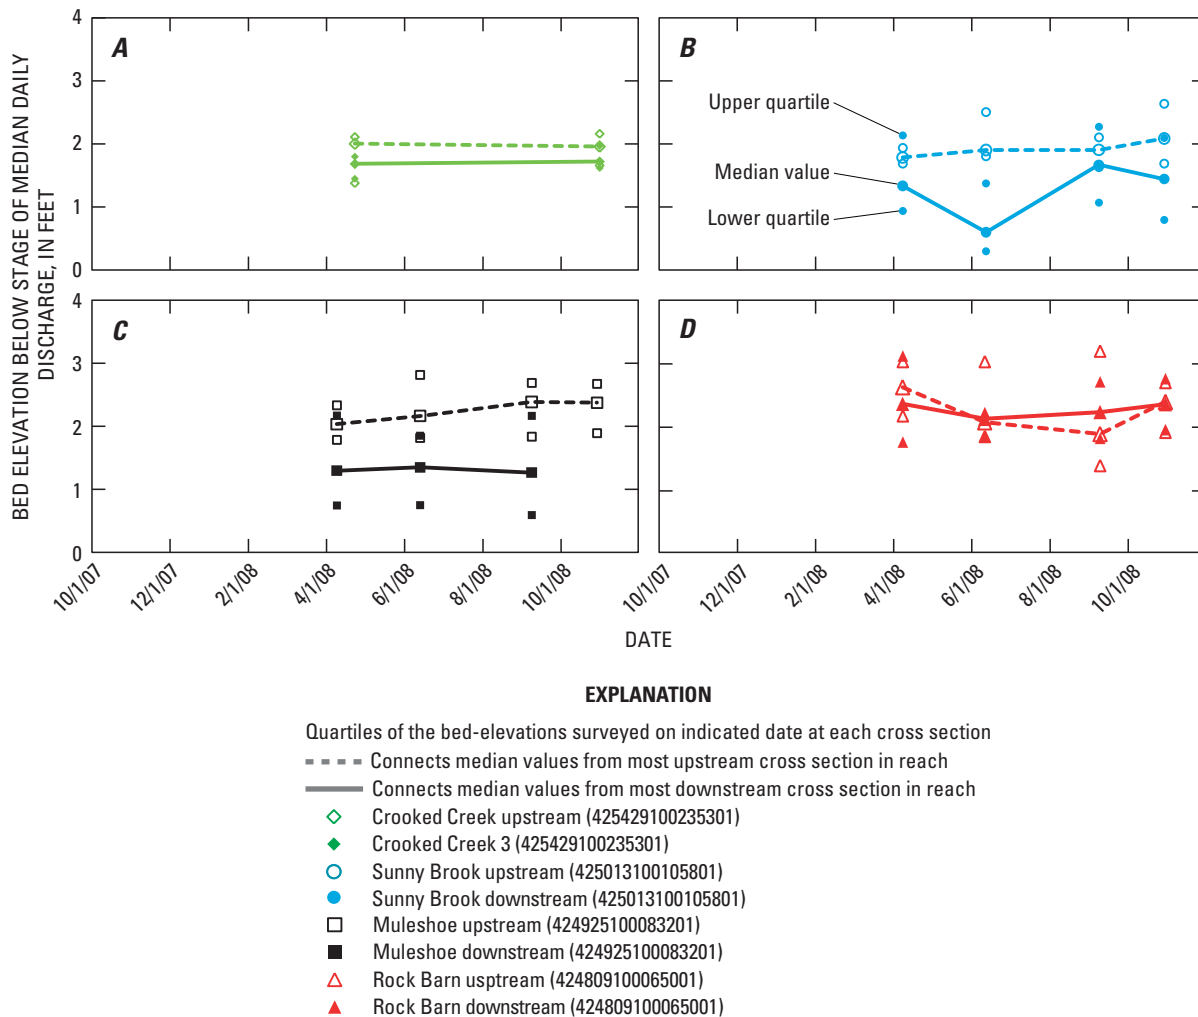 BED ELEVATION BELOW STAGE OF MEDIAN DAILY
DISCHARGE, IN FEET
4
3
2
1
0
A
B
Upper quartile
Median value
Lower quartile
4
3
2
1
0
C
D
10/1/07
12/1/07
2/1/08
4/1/08
6/1/08
8/1/08
10/1/08
10/1/07
12/1/07
2/1/08
4/1/08
6/1/08
8/1/08
10/1/08
DATE
EXPLANATION
Quartiles of the bed-elevations surveyed on indicated date at each cross section
Connects median values from most upstream cross section in reach
Connects median values from most downstream cross section in reach
Crooked Creek upstream (425429100235301)
Crooked Creek 3 (425429100235301)
Sunny Brook upstream (425013100105801)
Sunny Brook downstream (425013100105801)
Muleshoe upstream (424925100083201)
Muleshoe downstream (424925100083201)
Rock Barn usptream (424809100065001)
Rock Barn downstream (424809100065001)